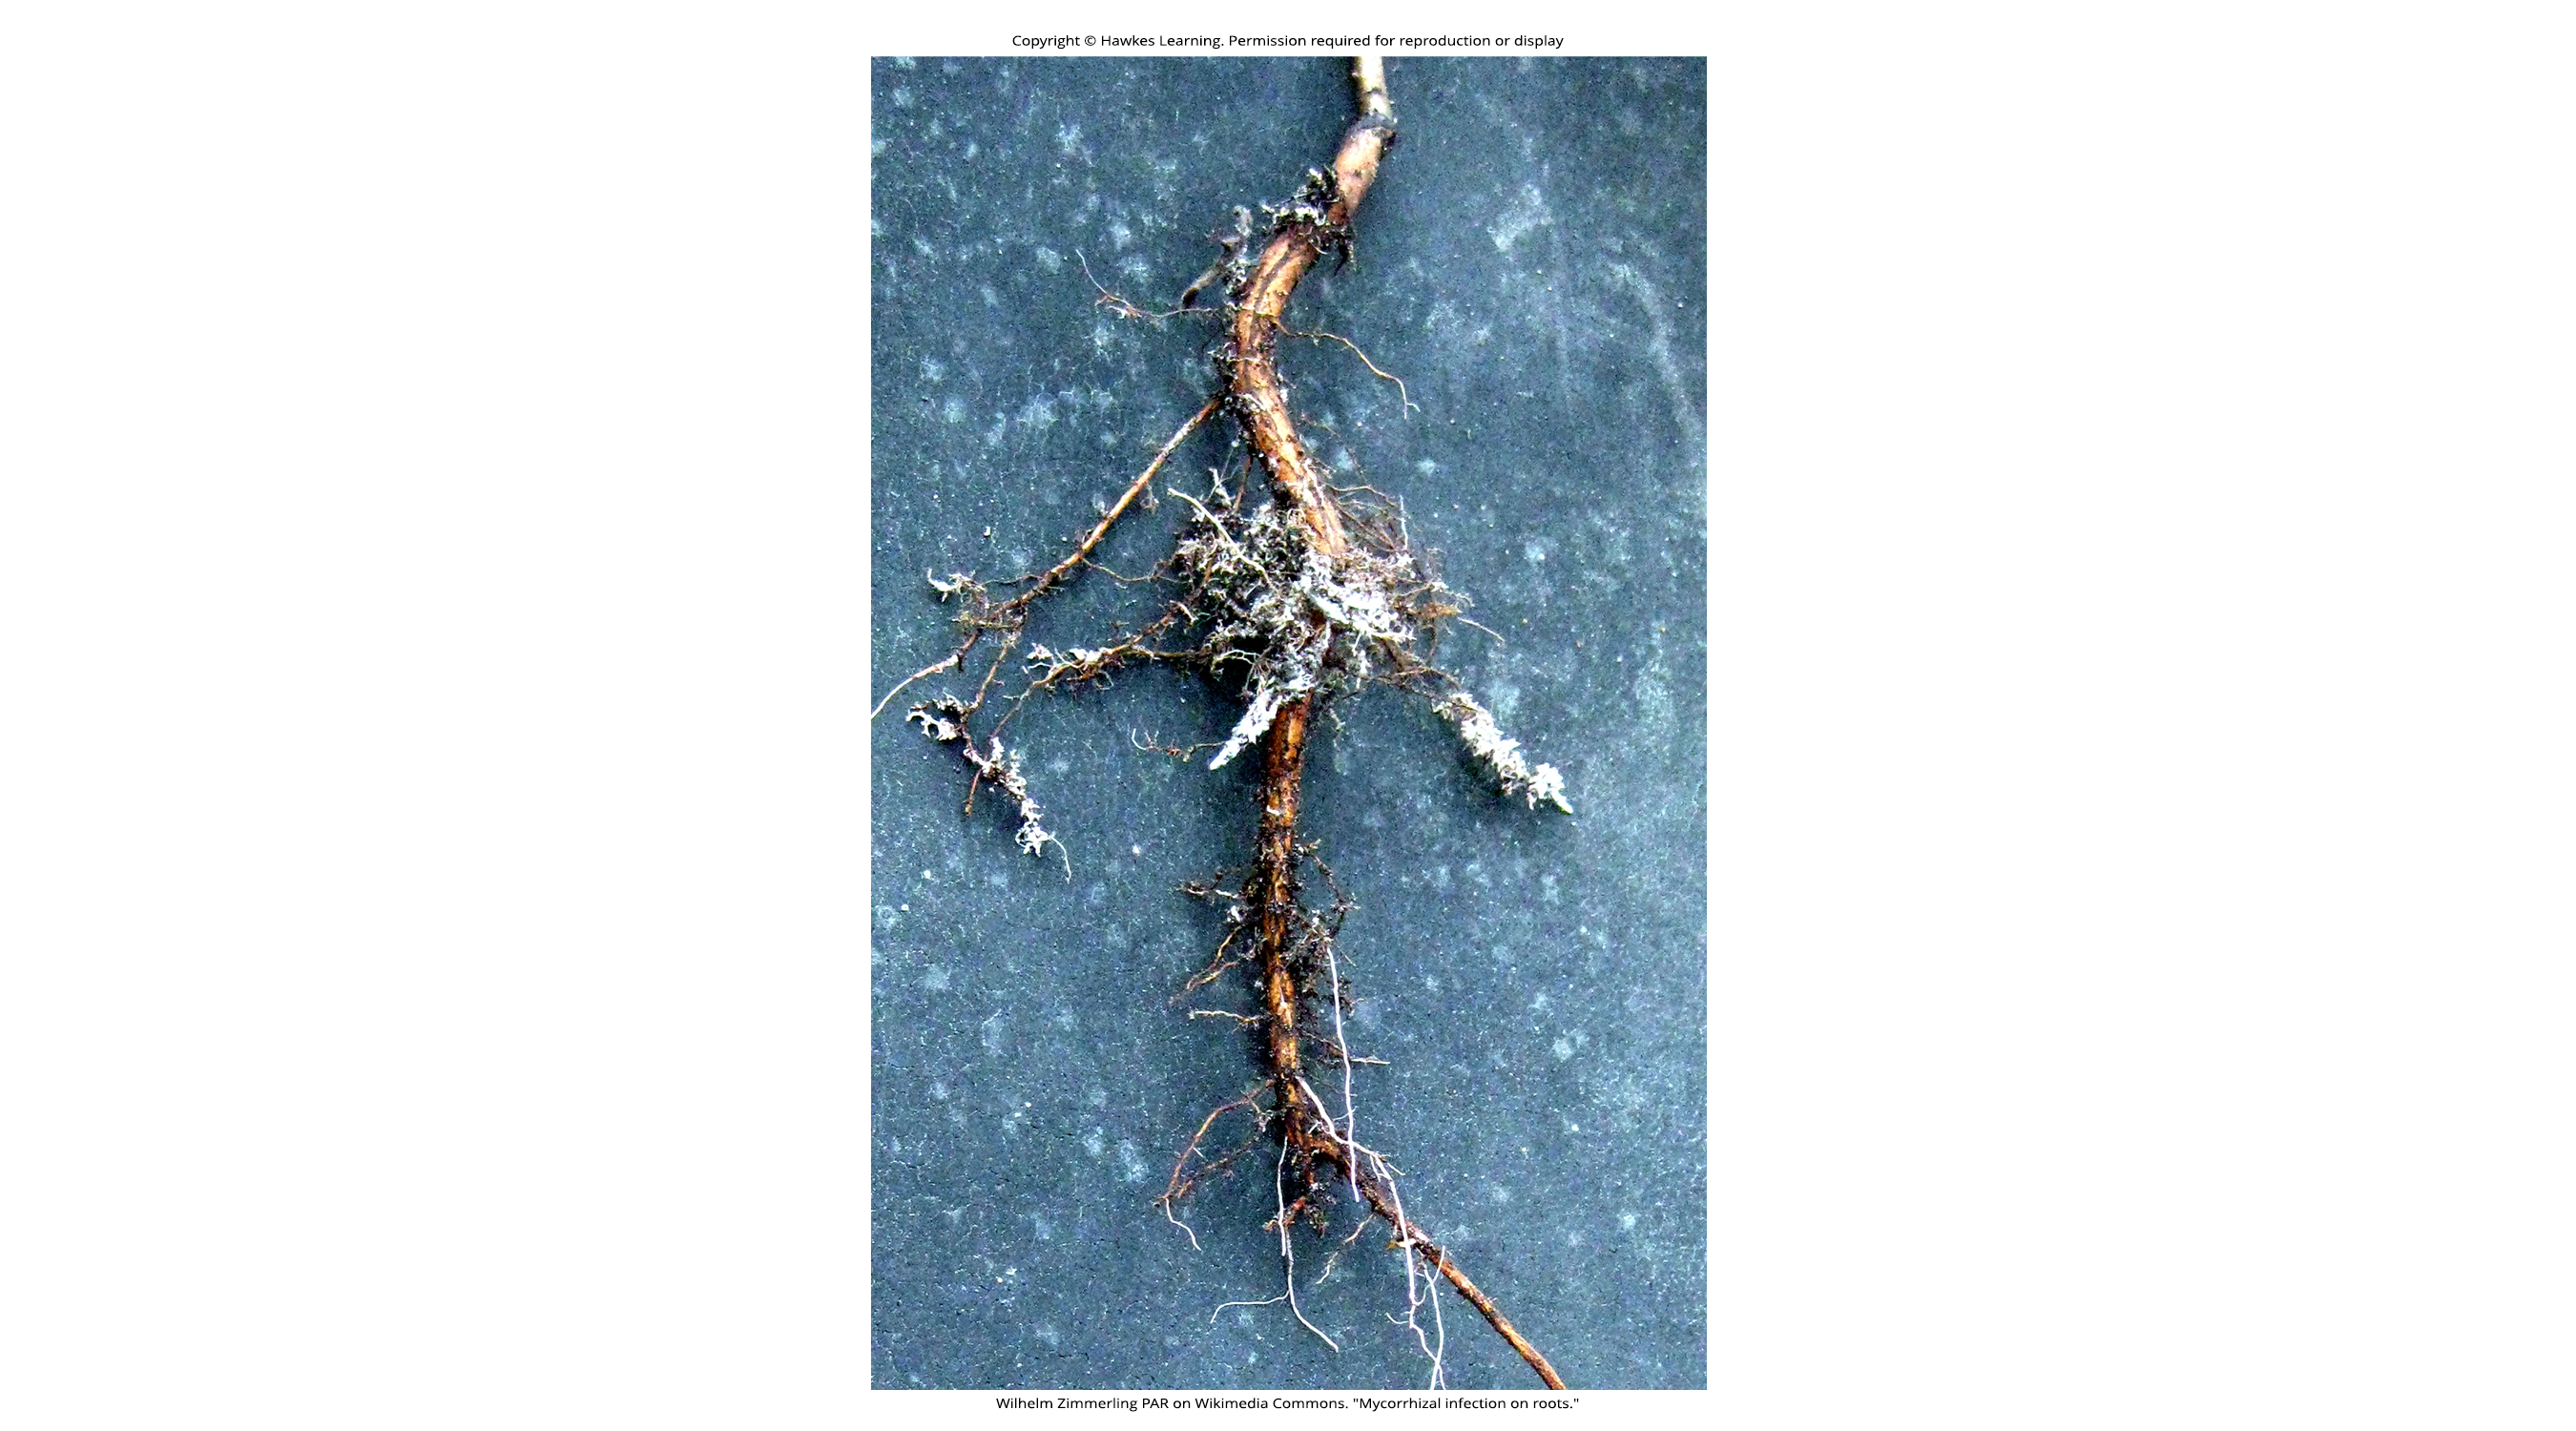 Copyright © Hawkes Learning. Permission required for reproduction or display
Wilhelm Zimmerling PAR on Wikimedia Commons. "Mycorrhizal infection on roots."